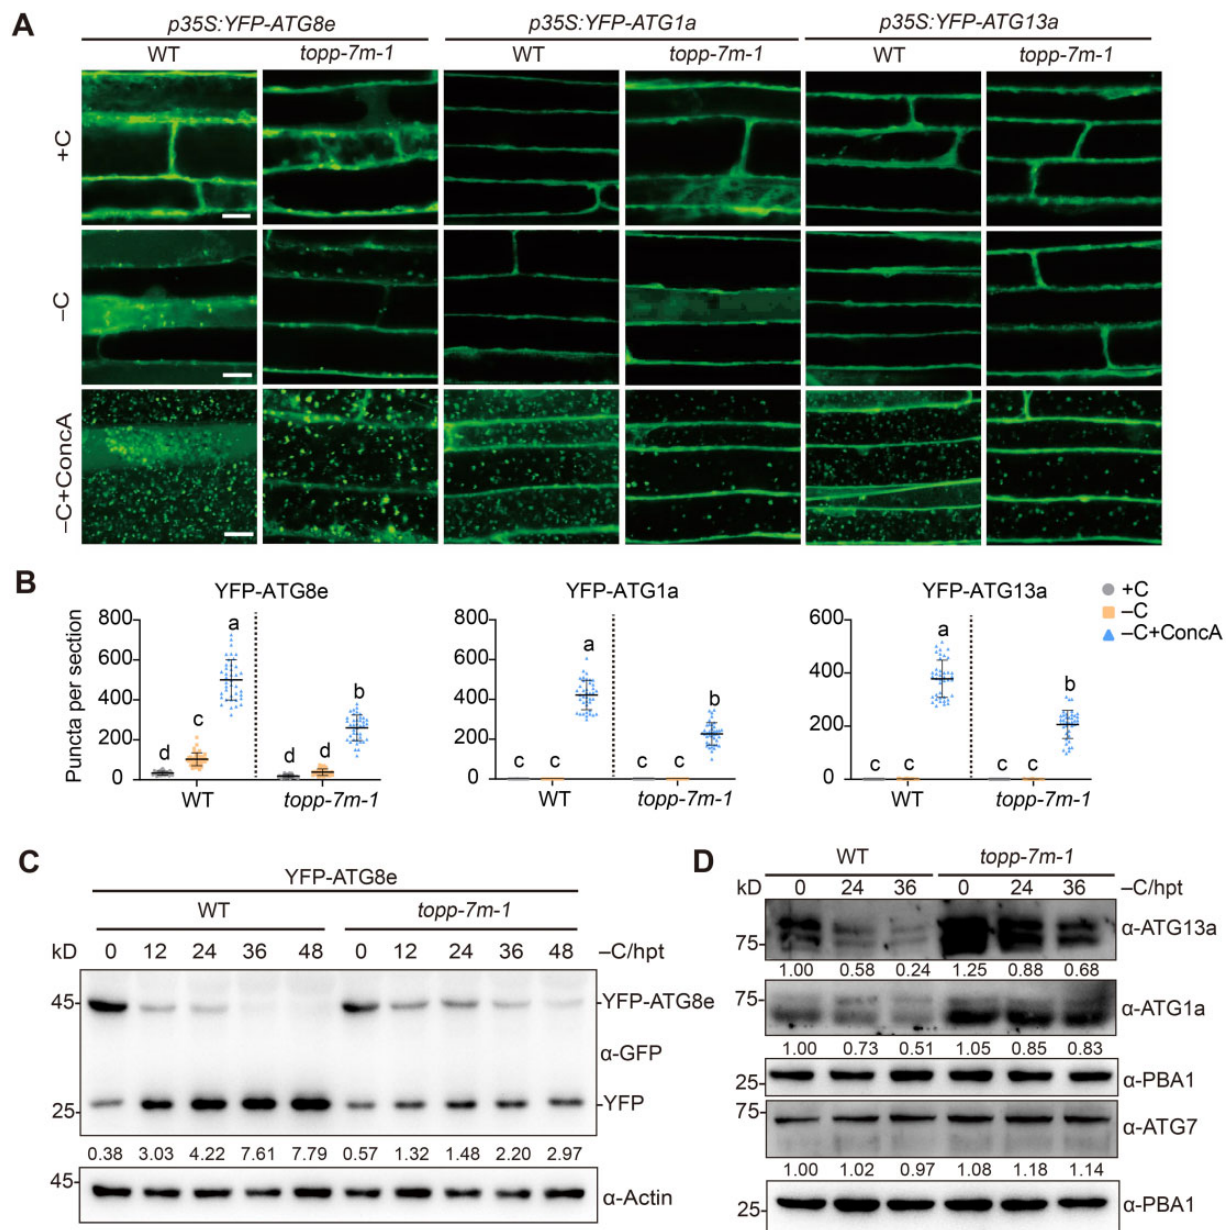 A
p35S:YFP-ATG8e p35S:YFP-ATG1a p35S:YFP-ATG13a
WT topp-7m-1 WT topp-7m-1 WT topp-7m-1
+C
–C
–C+ConcA
B
YFP-ATG8e YFP-ATG1a YFP-ATG13a
Puncta per section
800 600 400 200 0
d c a d d b
WT topp-7m-1
800 600 400 200 0
c c a c c b
WT topp-7m-1
600 400 200 0
c c a c c b
WT topp-7m-1
+C
–C
–C+ConcA
C
YFP-ATG8e
WT topp-7m-1
kD 0 12 24 36 48 0 12 24 36 48 –C/hpt
45- -YFP-ATG8e
α-GFP
25- -YFP
0.38 3.03 4.22 7.61 7.79 0.57 1.32 1.48 2.20 2.97
45- α-Actin
D
WT topp-7m-1
kD 0 24 36 0 24 36 –C/hpt
75- α-ATG13a
1.00 0.58 0.24 1.25 0.88 0.68
75- α-ATG1a
1.00 0.73 0.51 1.05 0.85 0.83
25- α-PBA1
75- α-ATG7
1.00 1.02 0.97 1.08 1.18 1.14
25- α-PBA1